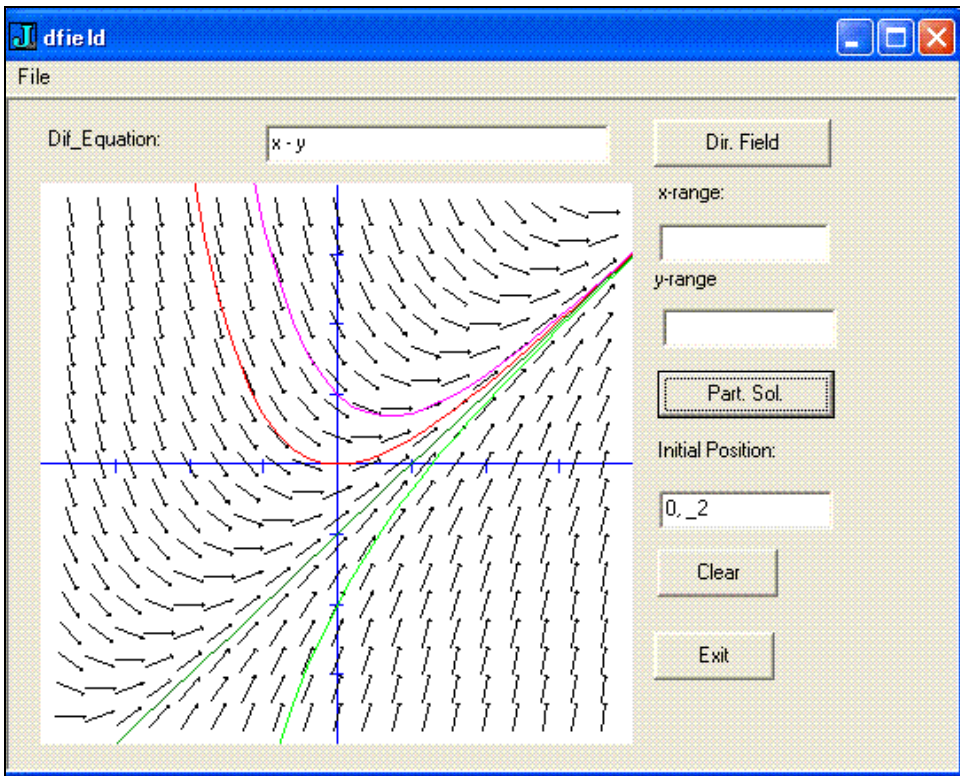 J dfield
File
Dif_Equation:
x - y
Dir. Field
x-range:
y-range
Part. Sol.
Initial Position:
0, _2
Clear
Exit